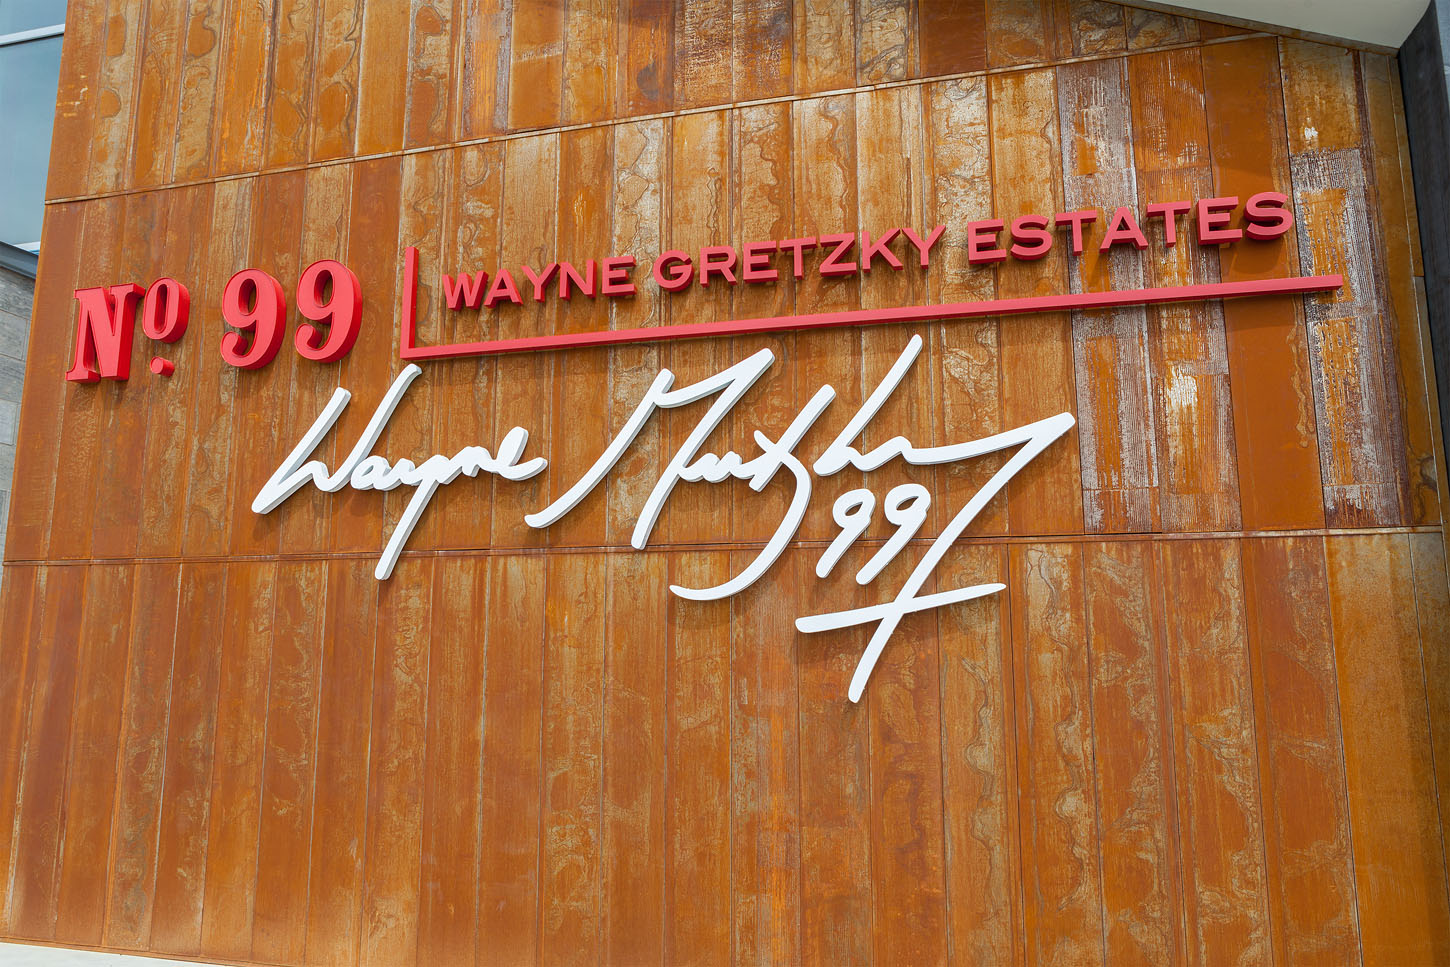 No. 99 WAYNE GRETZKY ESTATES
Wayne Gretzky
99